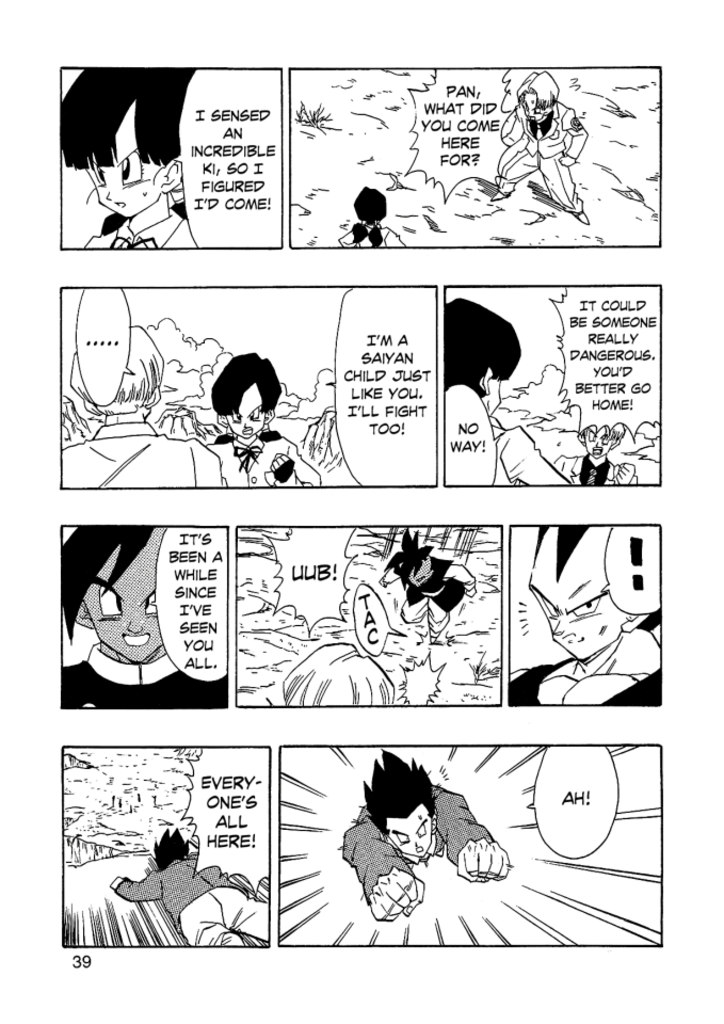 PAN,
WHAT DID
YOU COME
HERE
FOR?
I SENSED
AN
INCREDIBLE
KI, SO I
FIGURED
I'D COME!
IT COULD
BE SOMEONE
REALLY
DANGEROUS.
YOU'D
BETTER GO
HOME!
NO
WAY!
I'M A
SAIYAN
CHILD JUST
LIKE YOU.
I'LL FIGHT
TOO!
.....
!!
UUB!
TAC
IT'S
BEEN A
WHILE
SINCE
I'VE
SEEN
YOU
ALL.
AH!
EVERY-
ONE'S
ALL
HERE!
39